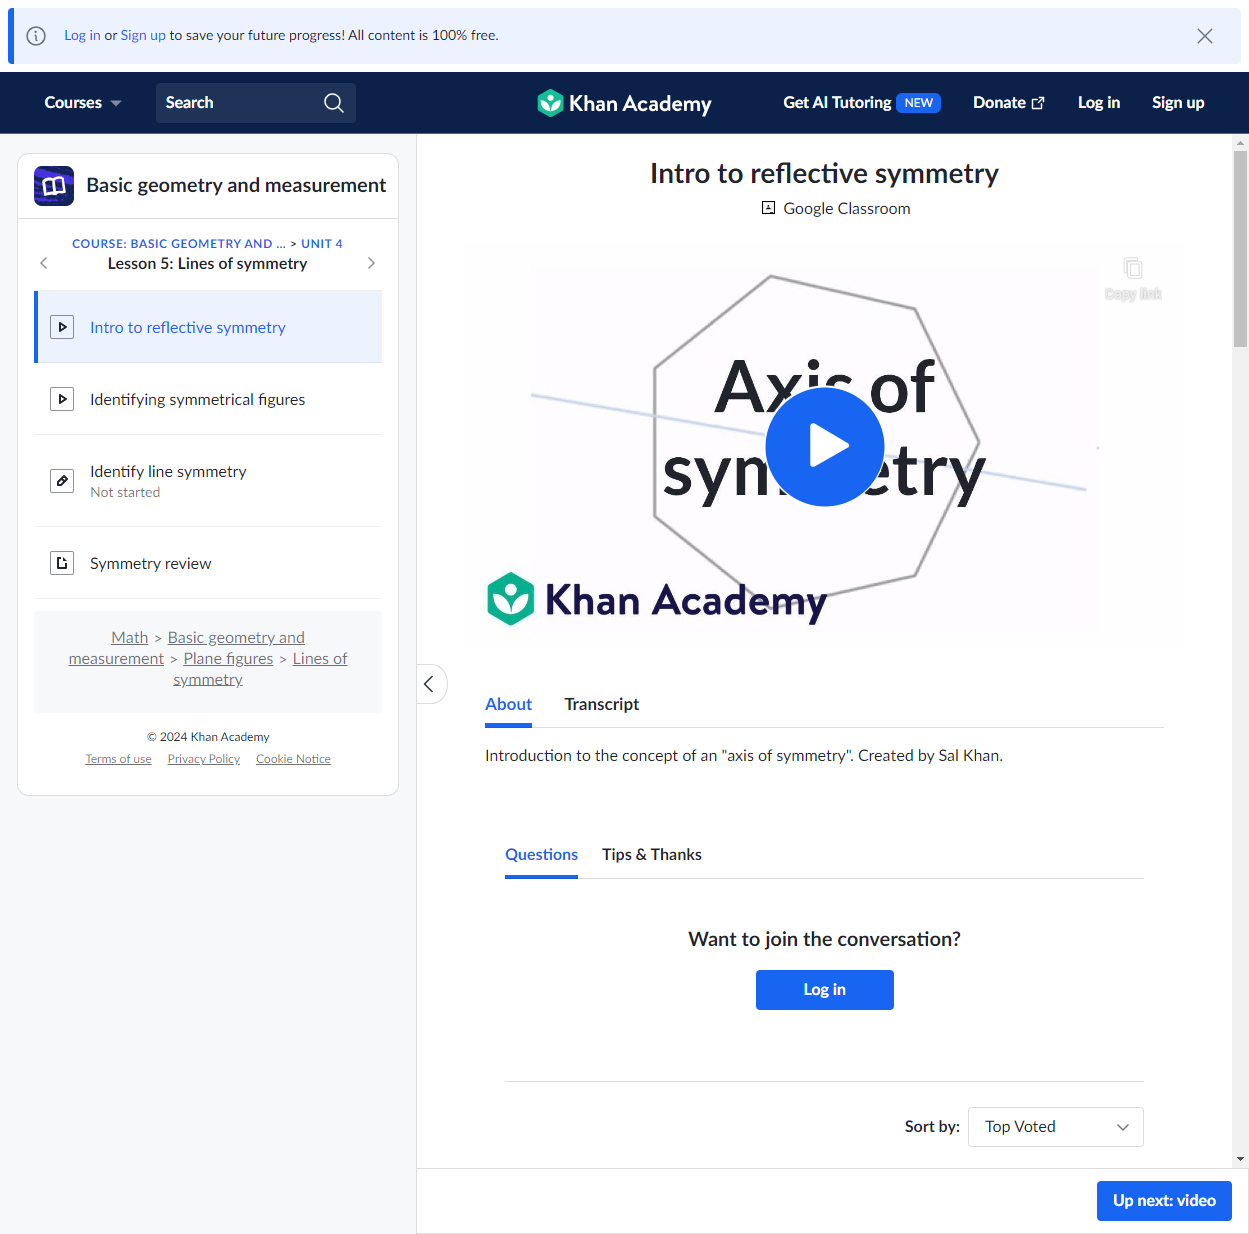 Log in or Sign up to save your future progress! All content is 100% free.
Courses
Search
Khan Academy
Get AI Tutoring NEW
Donate
Log in
Sign up
Basic geometry and measurement
COURSE: BASIC GEOMETRY AND ... > UNIT 4
Lesson 5: Lines of symmetry
Intro to reflective symmetry
Identifying symmetrical figures
Identify line symmetry
Not started
Symmetry review
Math > Basic geometry and
measurement > Plane figures > Lines of
symmetry
© 2024 Khan Academy
Terms of use Privacy Policy Cookie Notice
Intro to reflective symmetry
Google Classroom
Copy link
Axis of
symmetry
Khan Academy
About Transcript
Introduction to the concept of an "axis of symmetry". Created by Sal Khan.
Questions Tips & Thanks
Want to join the conversation?
Log in
Sort by: Top Voted
Up next: video